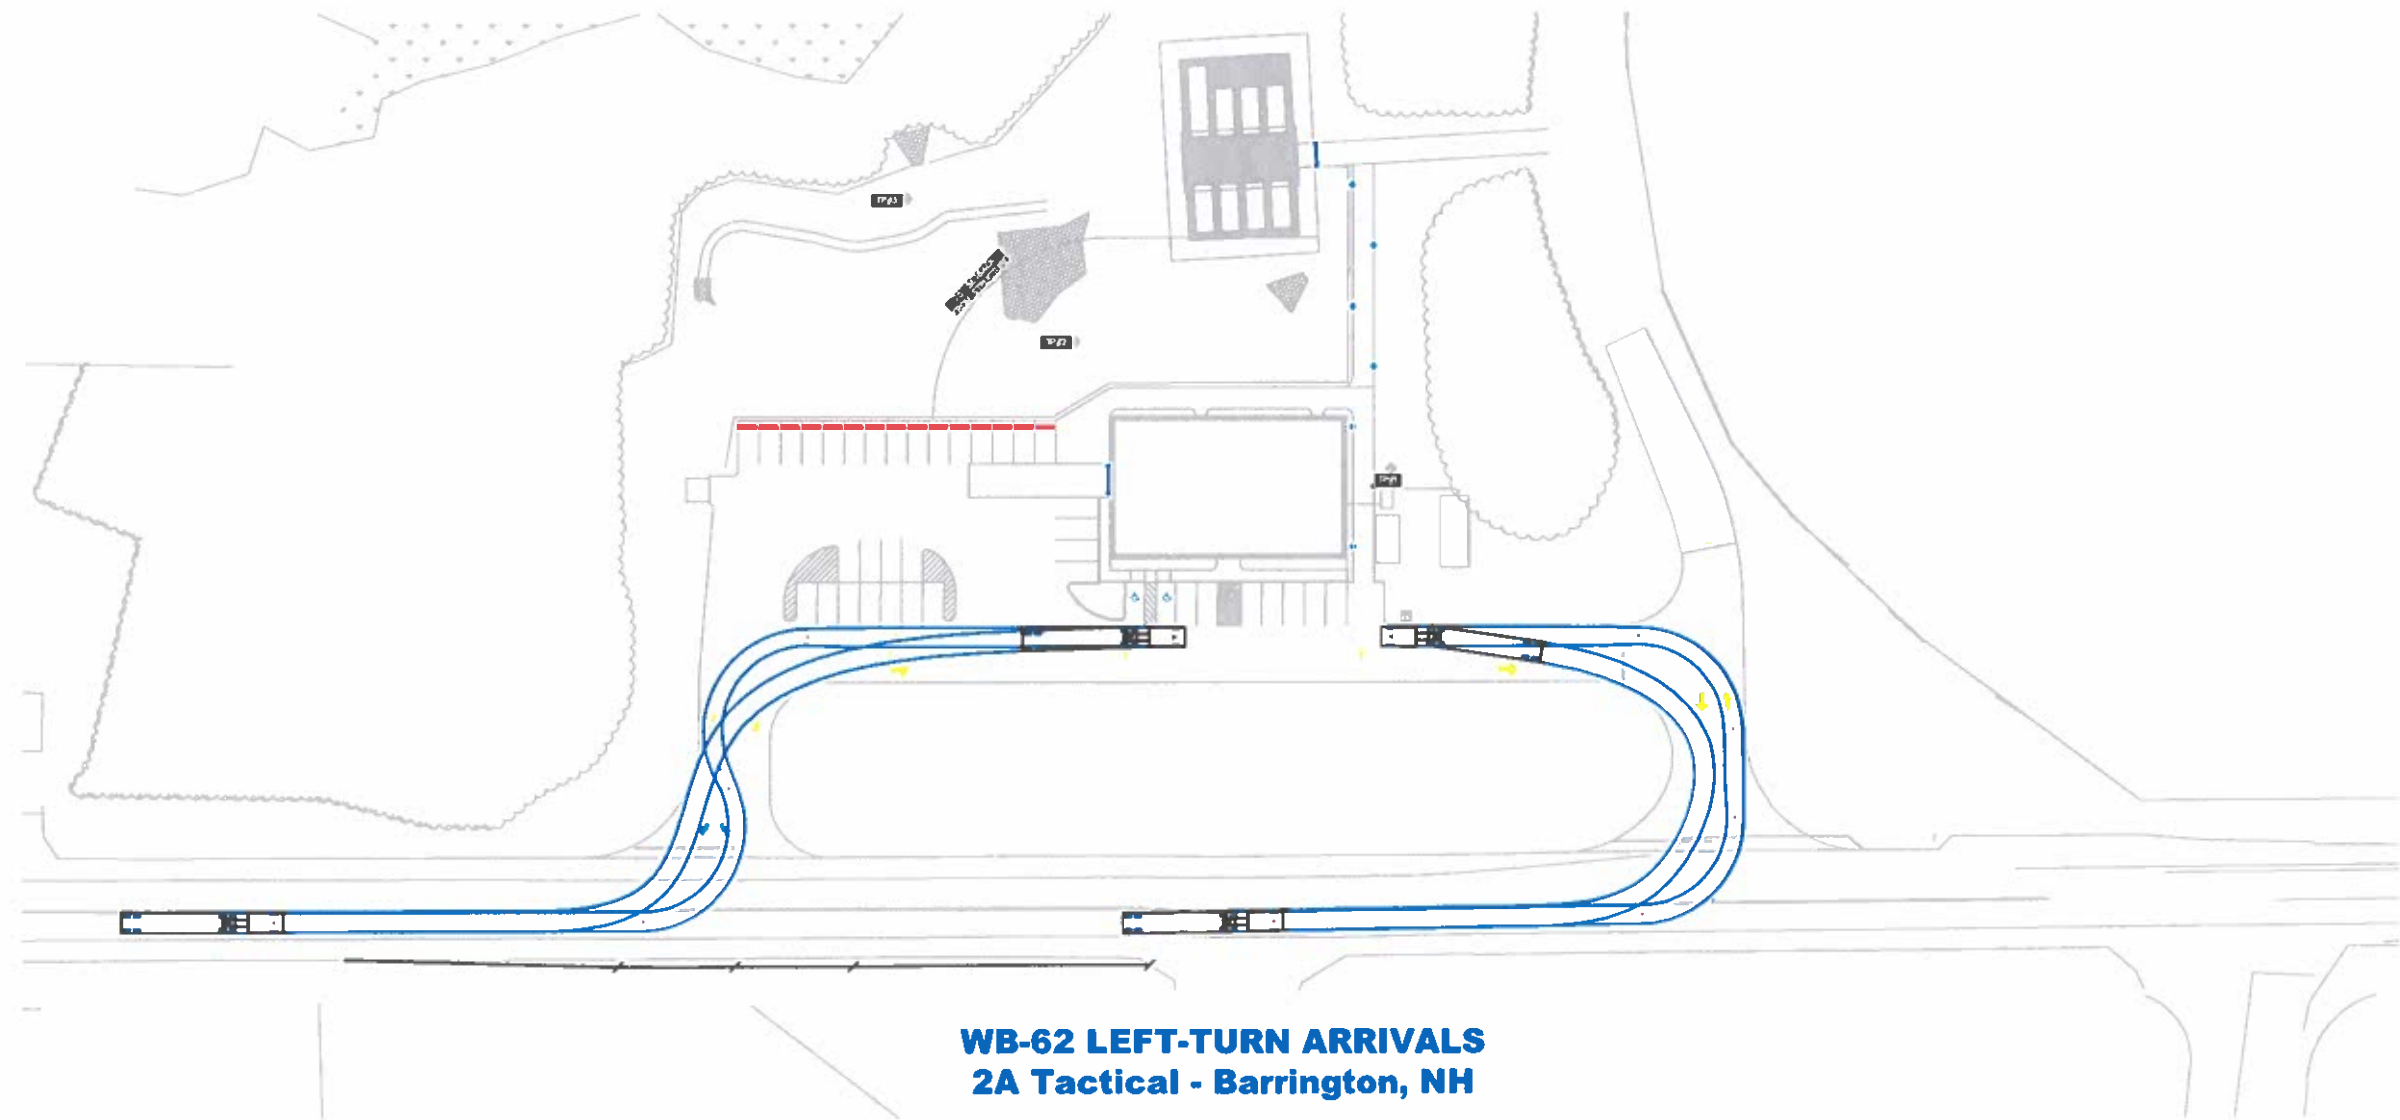 WB-62 LEFT-TURN ARRIVALS
2A Tactical - Barrington, NH